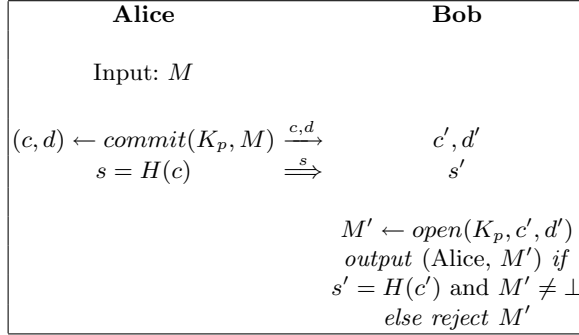 Alice Bob
Input: M
(c, d) ← commit(K_p, M) —c,d→ c′, d′
s = H(c) =s⇒ s′
M′ ← open(K_p, c′, d′)
output (Alice, M′) if
s′ = H(c′) and M′ ≠ ⊥
else reject M′